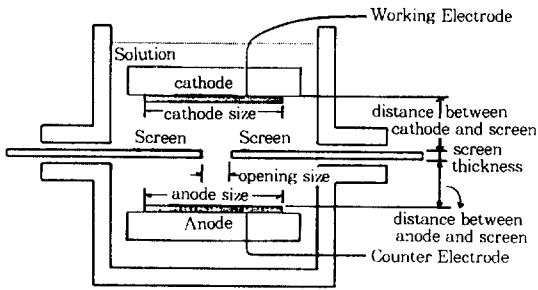 Working Electrode
Solution
cathode
cathode size
distance between
cathode and screen
Screen
Screen
screen
thickness
opening size
anode size
Anode
distance between
anode and screen
Counter Electrode